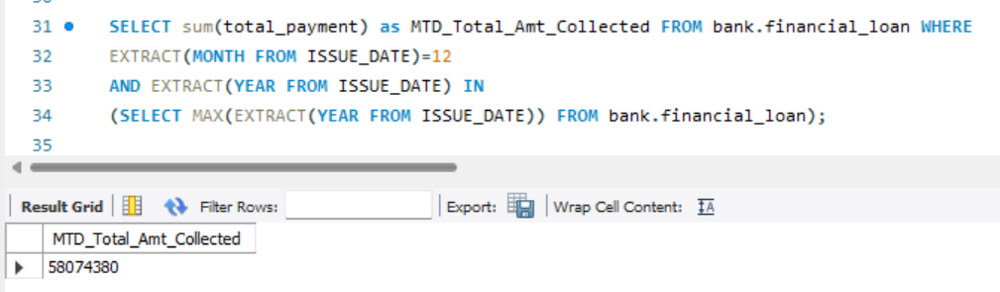 31 SELECT sum(total_payment) as MTD_Total_Amt_Collected FROM bank.financial_loan WHERE
32 EXTRACT(MONTH FROM ISSUE_DATE)=12
33 AND EXTRACT(YEAR FROM ISSUE_DATE) IN
34 (SELECT MAX(EXTRACT(YEAR FROM ISSUE_DATE)) FROM bank.financial_loan);
35
Result Grid Filter Rows: Export: Wrap Cell Content: IA
MTD_Total_Amt_Collected
58074380